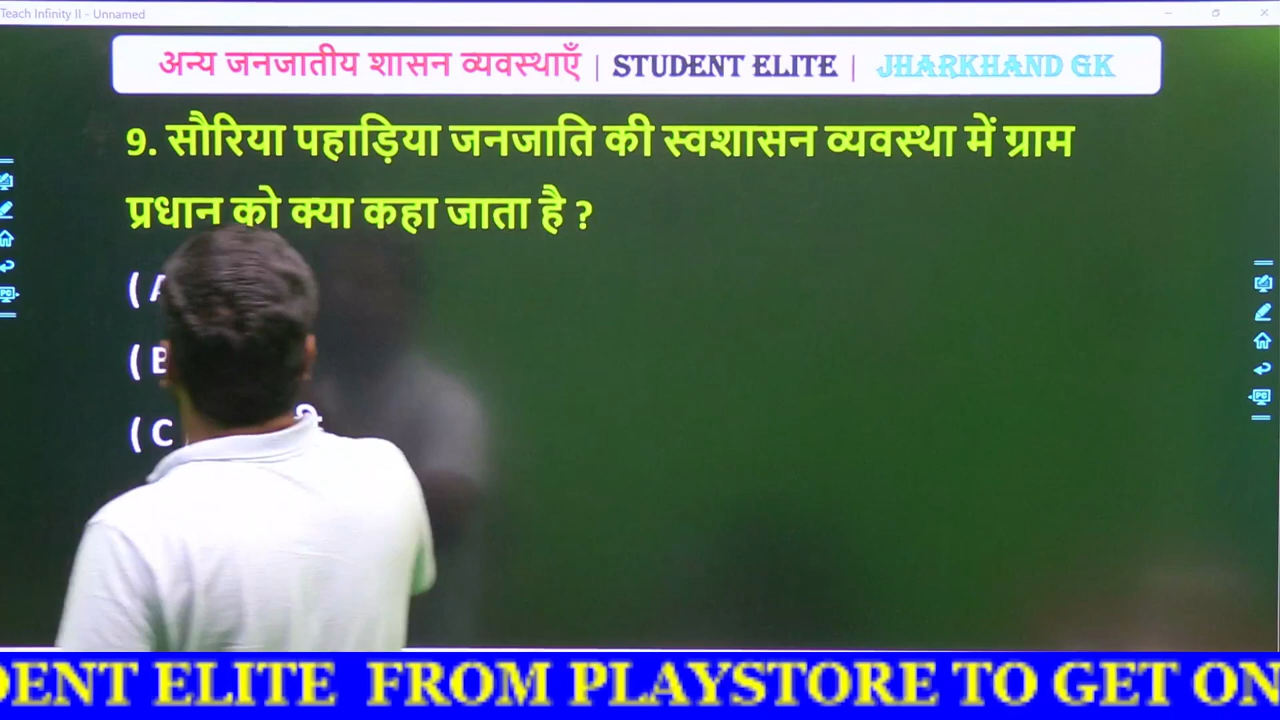 Teach Infinity II - Unnamed
अन्य जनजातीय शासन व्यवस्थाएँ | STUDENT ELITE | JHARKHAND GK
9. सौरिया पहाड़िया जनजाति की स्वशासन व्यवस्था में ग्राम
प्रधान को क्या कहा जाता है ?
( A
( B
( C
DENT ELITE FROM PLAYSTORE TO GET ON